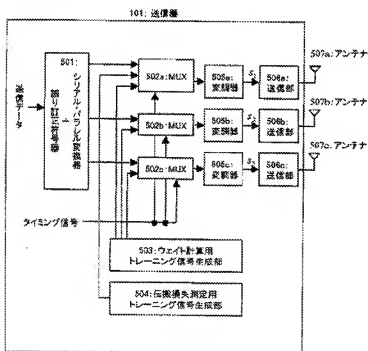 101: 送信器
送信データ
501:
シリアル・パラレル変換器
+
誤り訂正符号器
502a: MUX
505a:
変調器
S1
506a:
送信部
507a: アンテナ
502b: MUX
505b:
変調器
S2
506b:
送信部
507b: アンテナ
502c: MUX
505c:
変調器
S3
506c:
送信部
507c: アンテナ
タイミング信号
503: ウェイト計算用
トレーニング信号生成部
504: 伝搬損失測定用
トレーニング信号生成部